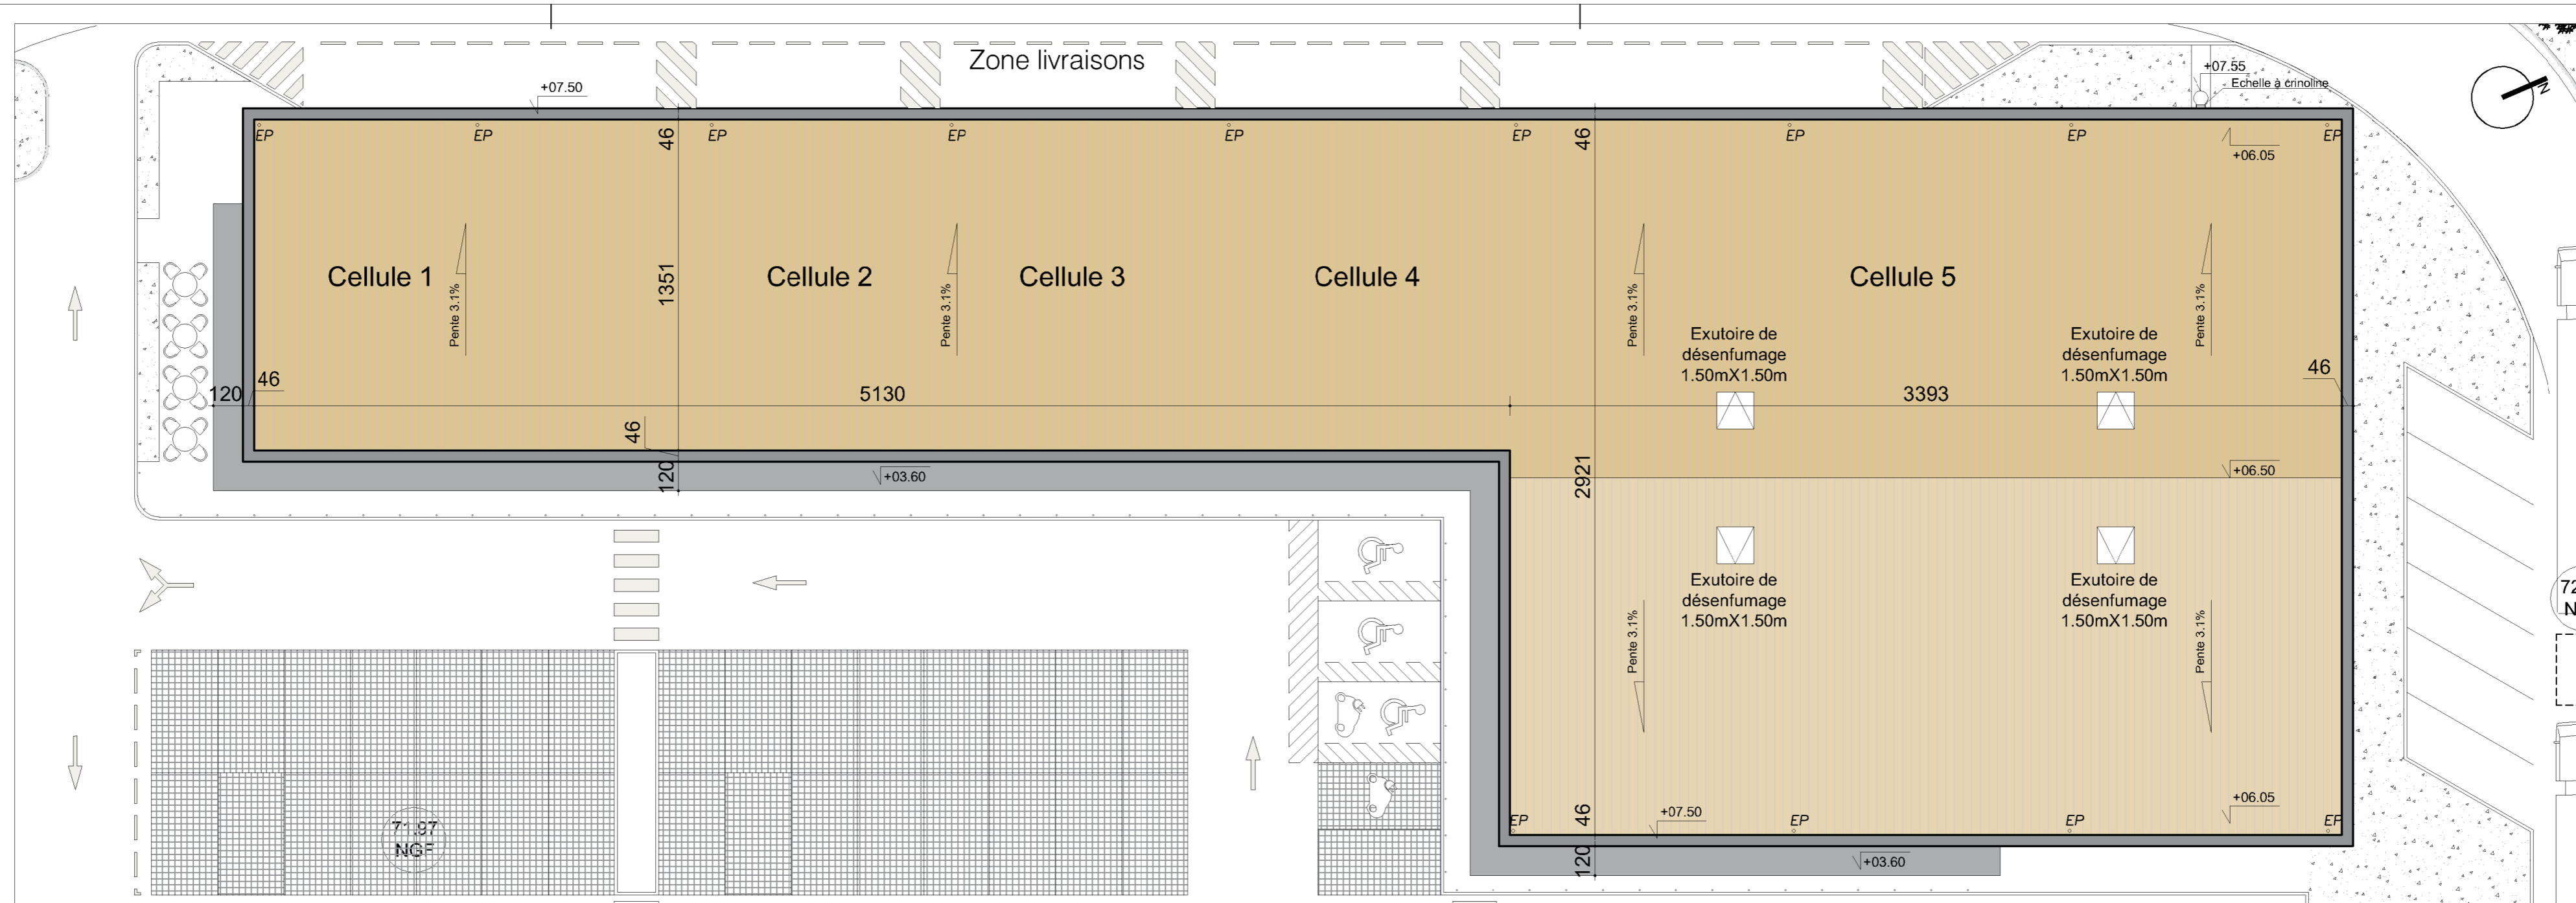 Zone livraisons
+07.50
+07.55
Echelle à crinoline
N
EP
EP
EP
EP
EP
EP
EP
EP
EP
46
46
+06.05
Cellule 1
Cellule 2
Cellule 3
Cellule 4
Cellule 5
1351
Pente 3.1%
Pente 3.1%
Pente 3.1%
Pente 3.1%
Exutoire de
désenfumage
1.50mX1.50m
Exutoire de
désenfumage
1.50mX1.50m
120
46
5130
3393
46
46
120
+03.60
2921
+06.50
Exutoire de
désenfumage
1.50mX1.50m
Exutoire de
désenfumage
1.50mX1.50m
Pente 3.1%
Pente 3.1%
72
N
71.97
NGF
46
+07.50
+06.05
EP
EP
EP
EP
120
+03.60